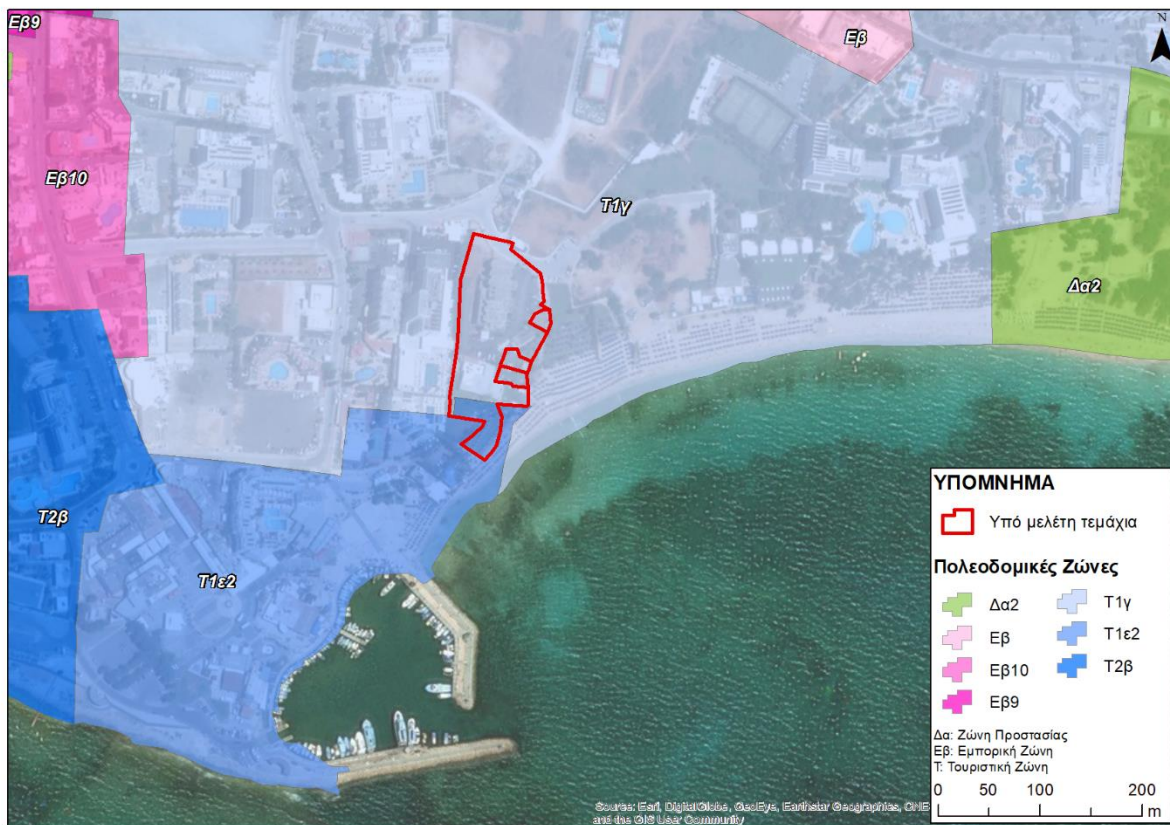 Εβ9
Εβ
N
Εβ10
Τ1γ
Δα2
Τ2β
Τ1ε2
ΥΠΟΜΝΗΜΑ
Υπό μελέτη τεμάχια
Πολεοδομικές Ζώνες
Δα2
Τ1γ
Εβ
Τ1ε2
Εβ10
Τ2β
Εβ9
Δα: Ζώνη Προστασίας
Εβ: Εμπορική Ζώνη
Τ: Τουριστική Ζώνη
0 50 100 200
m
Source: Esri, DigitalGlobe, GeoEye, Earthstar Geographics, CNE
and the GIS User Community